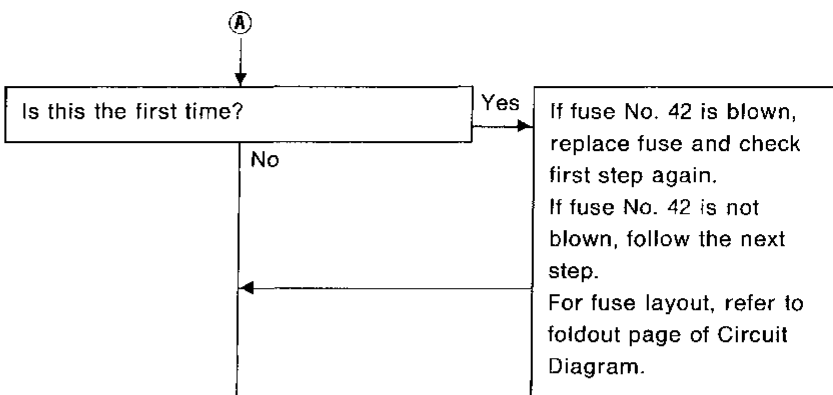 A
Is this the first time?
Yes
No
If fuse No. 42 is blown,
replace fuse and check
first step again.
If fuse No. 42 is not
blown, follow the next
step.
For fuse layout, refer to
foldout page of Circuit
Diagram.